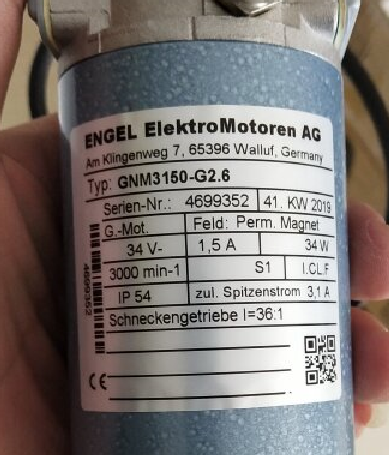 ENGEL ElektroMotoren AG
Am Klingenweg 7, 65396 Walluf, Germany
Typ: GNM3150-G2.6
Serien-Nr.: 4699352 41. KW 2019
G.-Mot. Feld: Perm. Magnet
34 V- 1,5 A 34 W
3000 min-1 S1 I.CL/F
IP 54 zul. Spitzenstrom 3,1 A
Schneckengetriebe I=36:1
4699352
CE